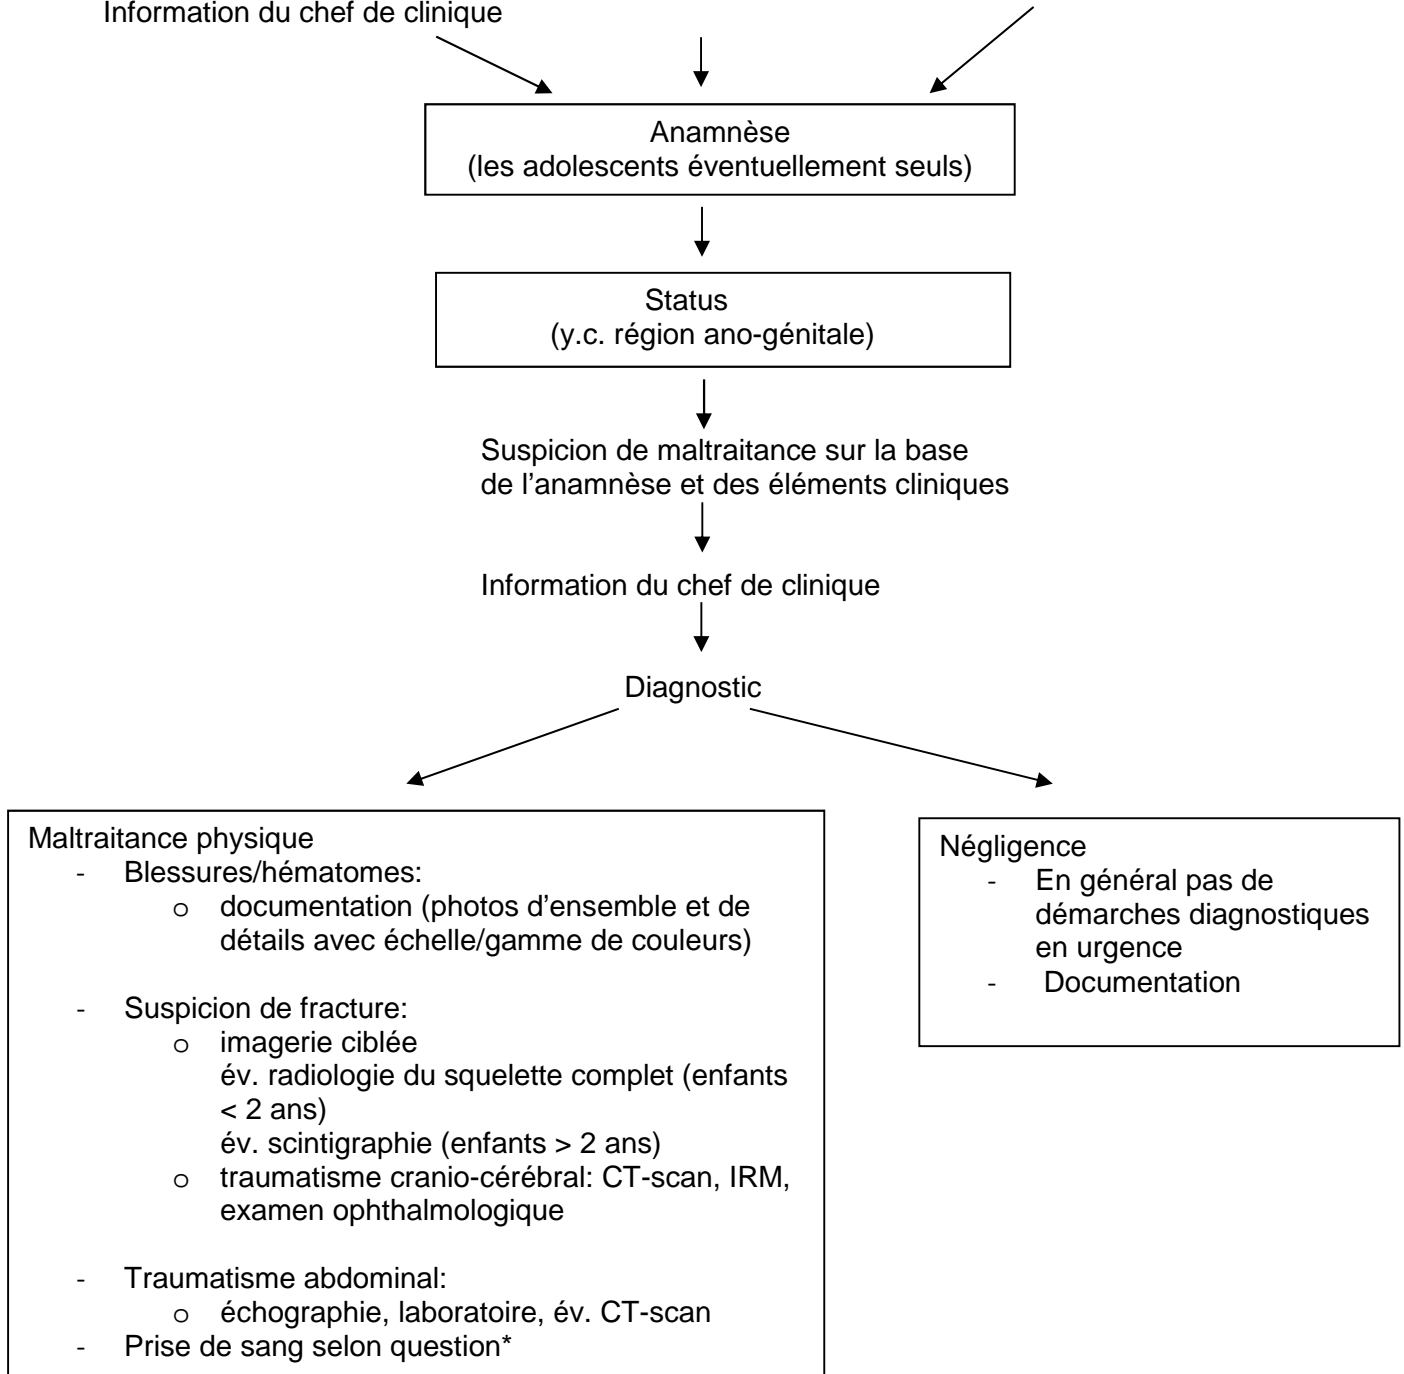 Information du chef de clinique
Anamnèse
(les adolescents éventuellement seuls)
Status
(y.c. région ano-génitale)
Suspicion de maltraitance sur la base
de l’anamnèse et des éléments cliniques
Information du chef de clinique
Diagnostic
Maltraitance physique
- Blessures/hématomes:
o documentation (photos d’ensemble et de
détails avec échelle/gamme de couleurs)
- Suspicion de fracture:
o imagerie ciblée
év. radiologie du squelette complet (enfants
< 2 ans)
év. scintigraphie (enfants > 2 ans)
o traumatisme cranio-cérébral: CT-scan, IRM,
examen ophthalmologique
- Traumatisme abdominal:
o échographie, laboratoire, év. CT-scan
- Prise de sang selon question*
Négligence
- En général pas de
démarches diagnostiques
en urgence
- Documentation